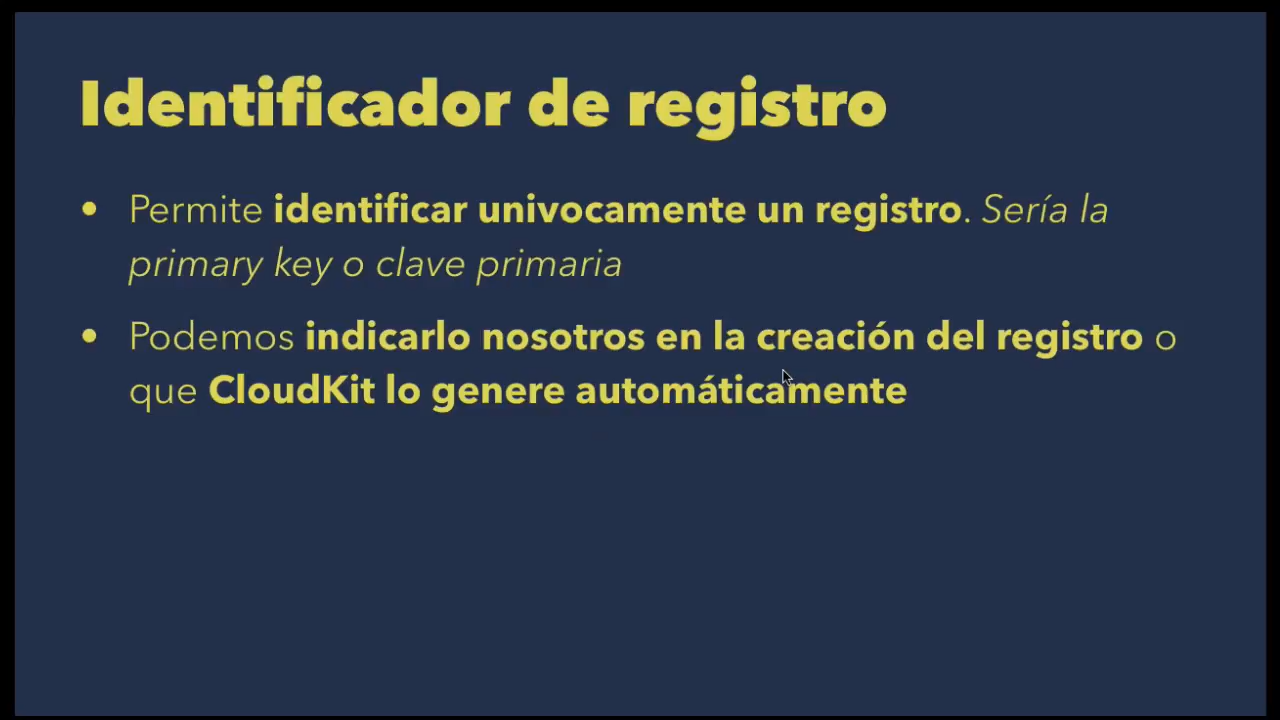 Identificador de registro
• Permite identificar univocamente un registro. Sería la
primary key o clave primaria
• Podemos indicarlo nosotros en la creación del registro o
que CloudKit lo genere automáticamente